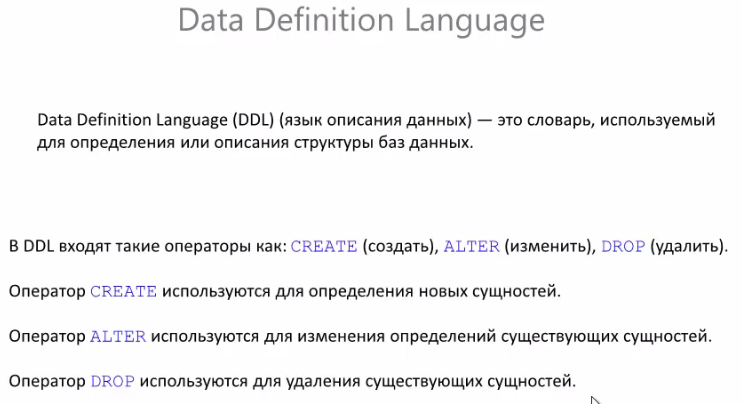 Data Definition Language
Data Definition Language (DDL) (язык описания данных) — это словарь, используемый
для определения или описания структуры баз данных.
В DDL входят такие операторы как: CREATE (создать), ALTER (изменить), DROP (удалить).
Оператор CREATE используются для определения новых сущностей.
Оператор ALTER используются для изменения определений существующих сущностей.
Оператор DROP используются для удаления существующих сущностей.